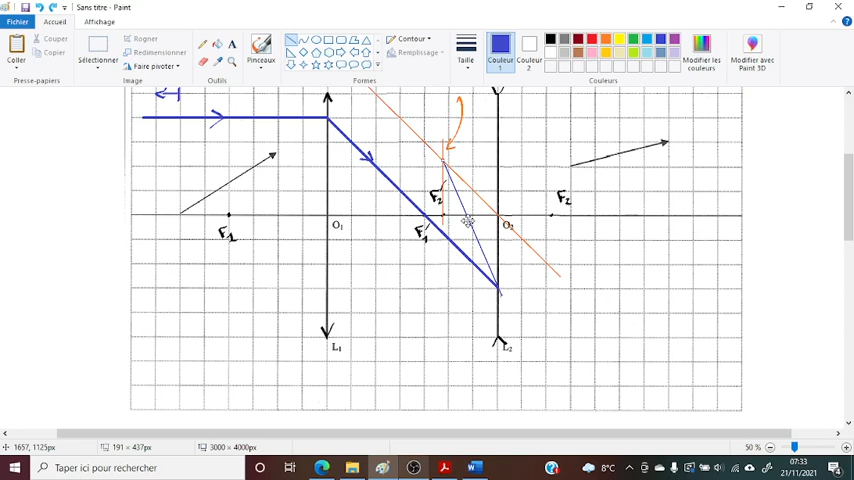 Sans titre - Paint
Fichier Accueil Affichage
Coller
Couper
Copier
Presse-papiers
Sélectionner
Rogner
Redimensionner
Faire pivoter
Image
A
Outils
Pinceaux
Contour
Remplissage
Formes
Taille
Couleur 1
Couleur 2
Modifier les couleurs
Modifier avec Paint 3D
Couleurs
F2'
F2
F1
O1
F1'
O2
L1
L2
1657, 1125px
191 × 437px
3000 × 4000px
50 %
Taper ici pour rechercher
8°C
07:33
21/11/2021
4